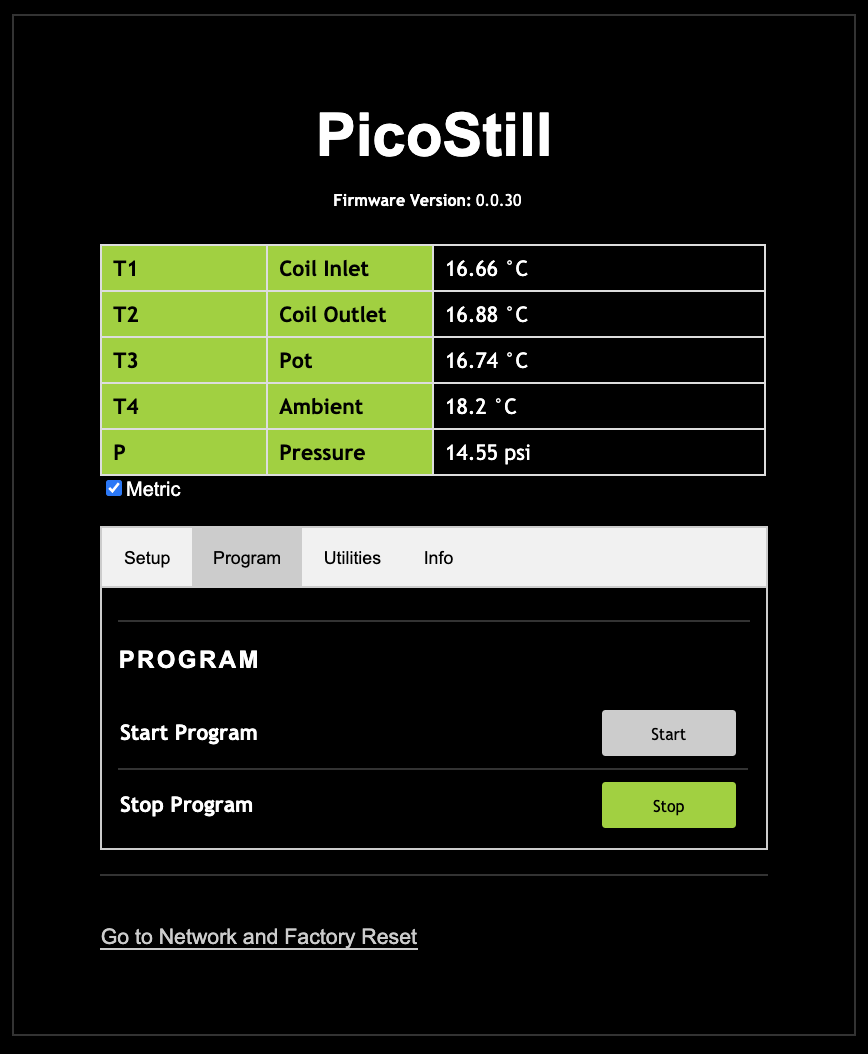 PicoStill
Firmware Version: 0.0.30
T1 Coil Inlet 16.66 °C
T2 Coil Outlet 16.88 °C
T3 Pot 16.74 °C
T4 Ambient 18.2 °C
P Pressure 14.55 psi
Metric
Setup Program Utilities Info
PROGRAM
Start Program Start
Stop Program Stop
Go to Network and Factory Reset